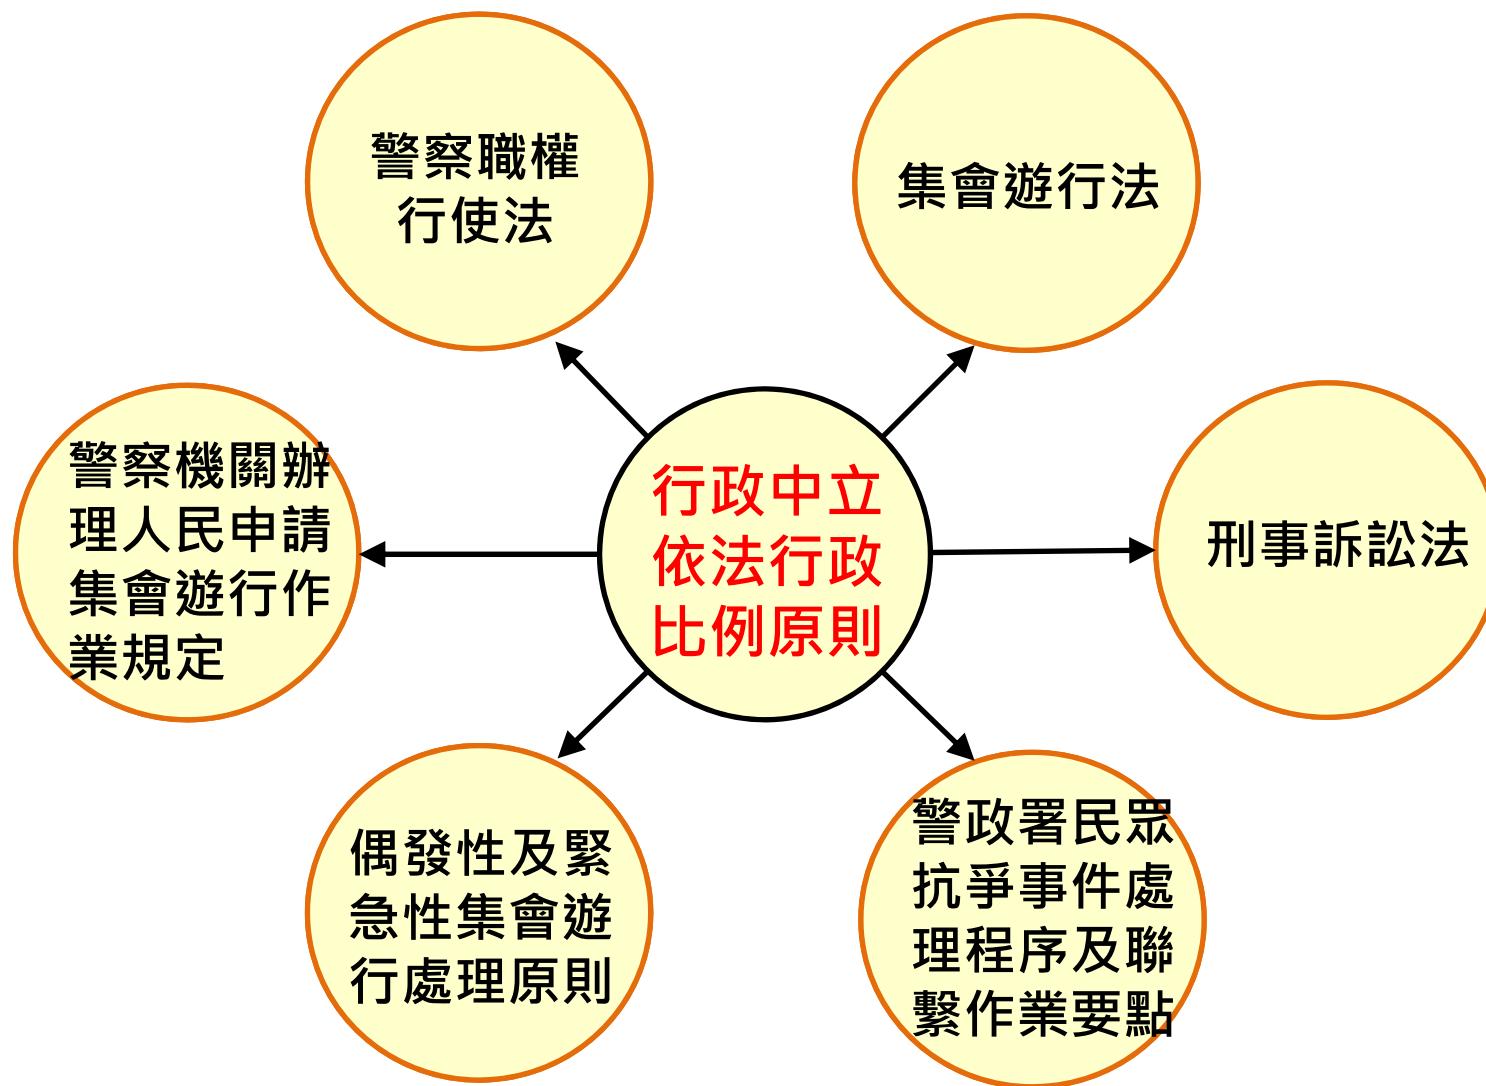 警察職權
行使法
集會遊行法
警察機關辦
理人民申請
集會遊行作
業規定
行政中立
依法行政
比例原則
刑事訴訟法
偶發性及緊
急性集會遊
行處理原則
警政署民眾
抗爭事件處
理程序及聯
繫作業要點